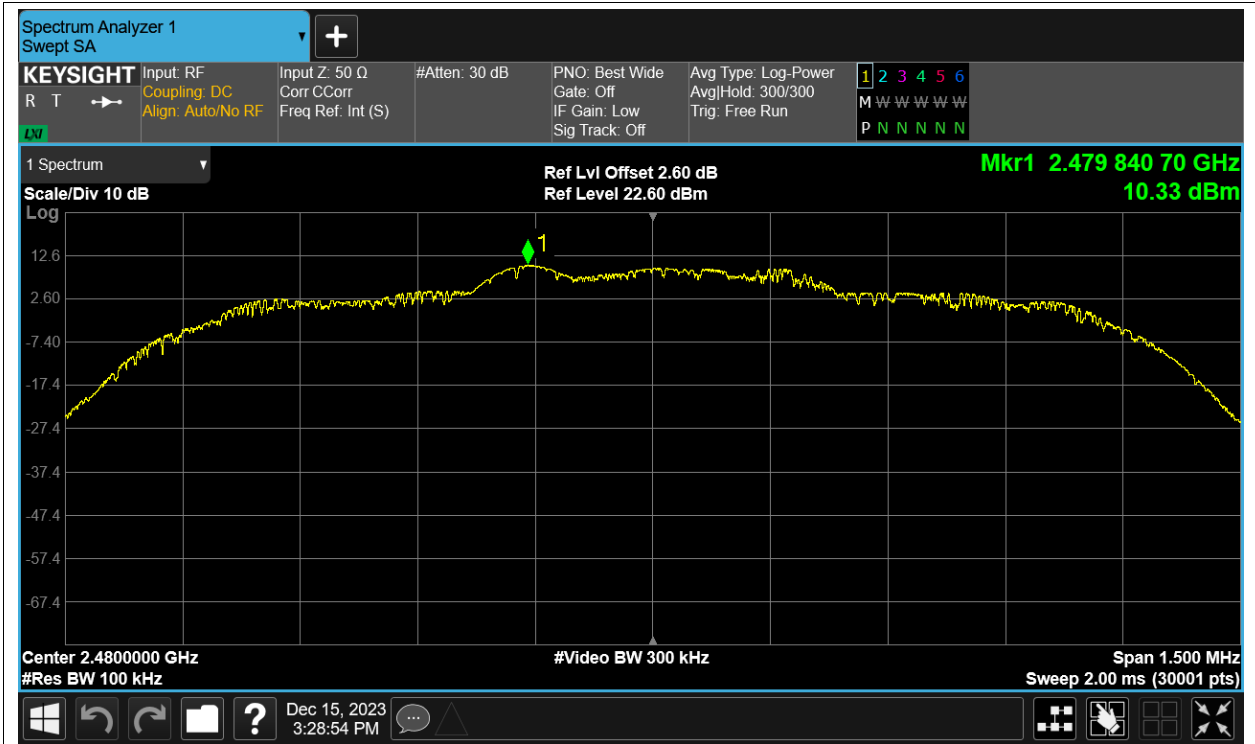 Spectrum Analyzer 1
Swept SA
+
KEYSIGHT
R T
LXI
Input: RF
Coupling: DC
Align: Auto/No RF
Input Z: 50 Ω
Corr CCorr
Freq Ref: Int (S)
#Atten: 30 dB
PNO: Best Wide
Gate: Off
IF Gain: Low
Sig Track: Off
Avg Type: Log-Power
Avg|Hold: 300/300
Trig: Free Run
1 2 3 4 5 6
M W W W W W
P N N N N N
1 Spectrum
Scale/Div 10 dB
Log
Ref Lvl Offset 2.60 dB
Ref Level 22.60 dBm
Mkr1 2.479 840 70 GHz
10.33 dBm
1
12.6
2.60
-7.40
-17.4
-27.4
-37.4
-47.4
-57.4
-67.4
Center 2.4800000 GHz
#Res BW 100 kHz
#Video BW 300 kHz
Span 1.500 MHz
Sweep 2.00 ms (30001 pts)
?
Dec 15, 2023
3:28:54 PM